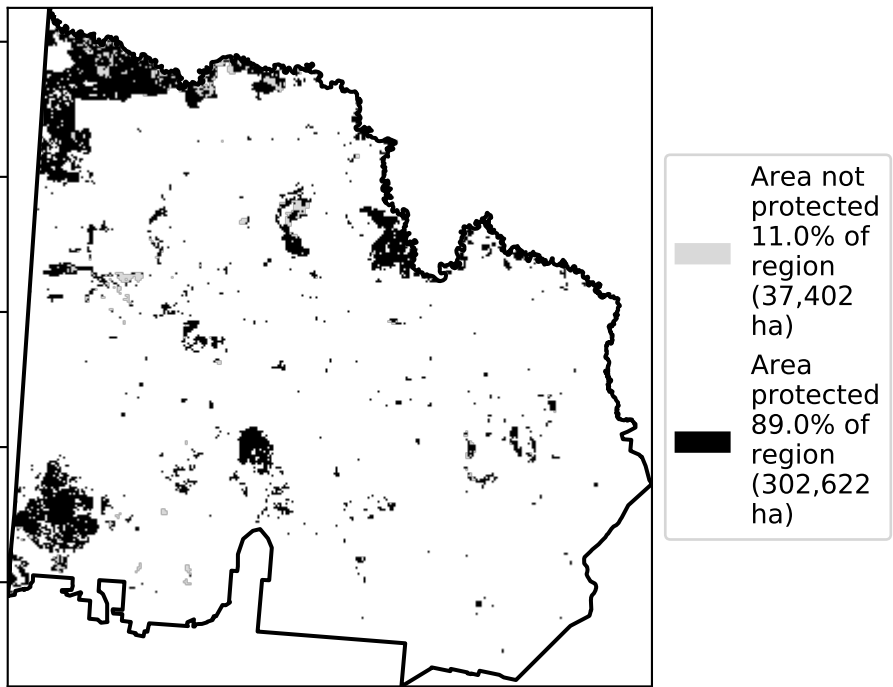 Area not
protected
11.0% of
region
(37,402
ha)
Area
protected
89.0% of
region
(302,622
ha)